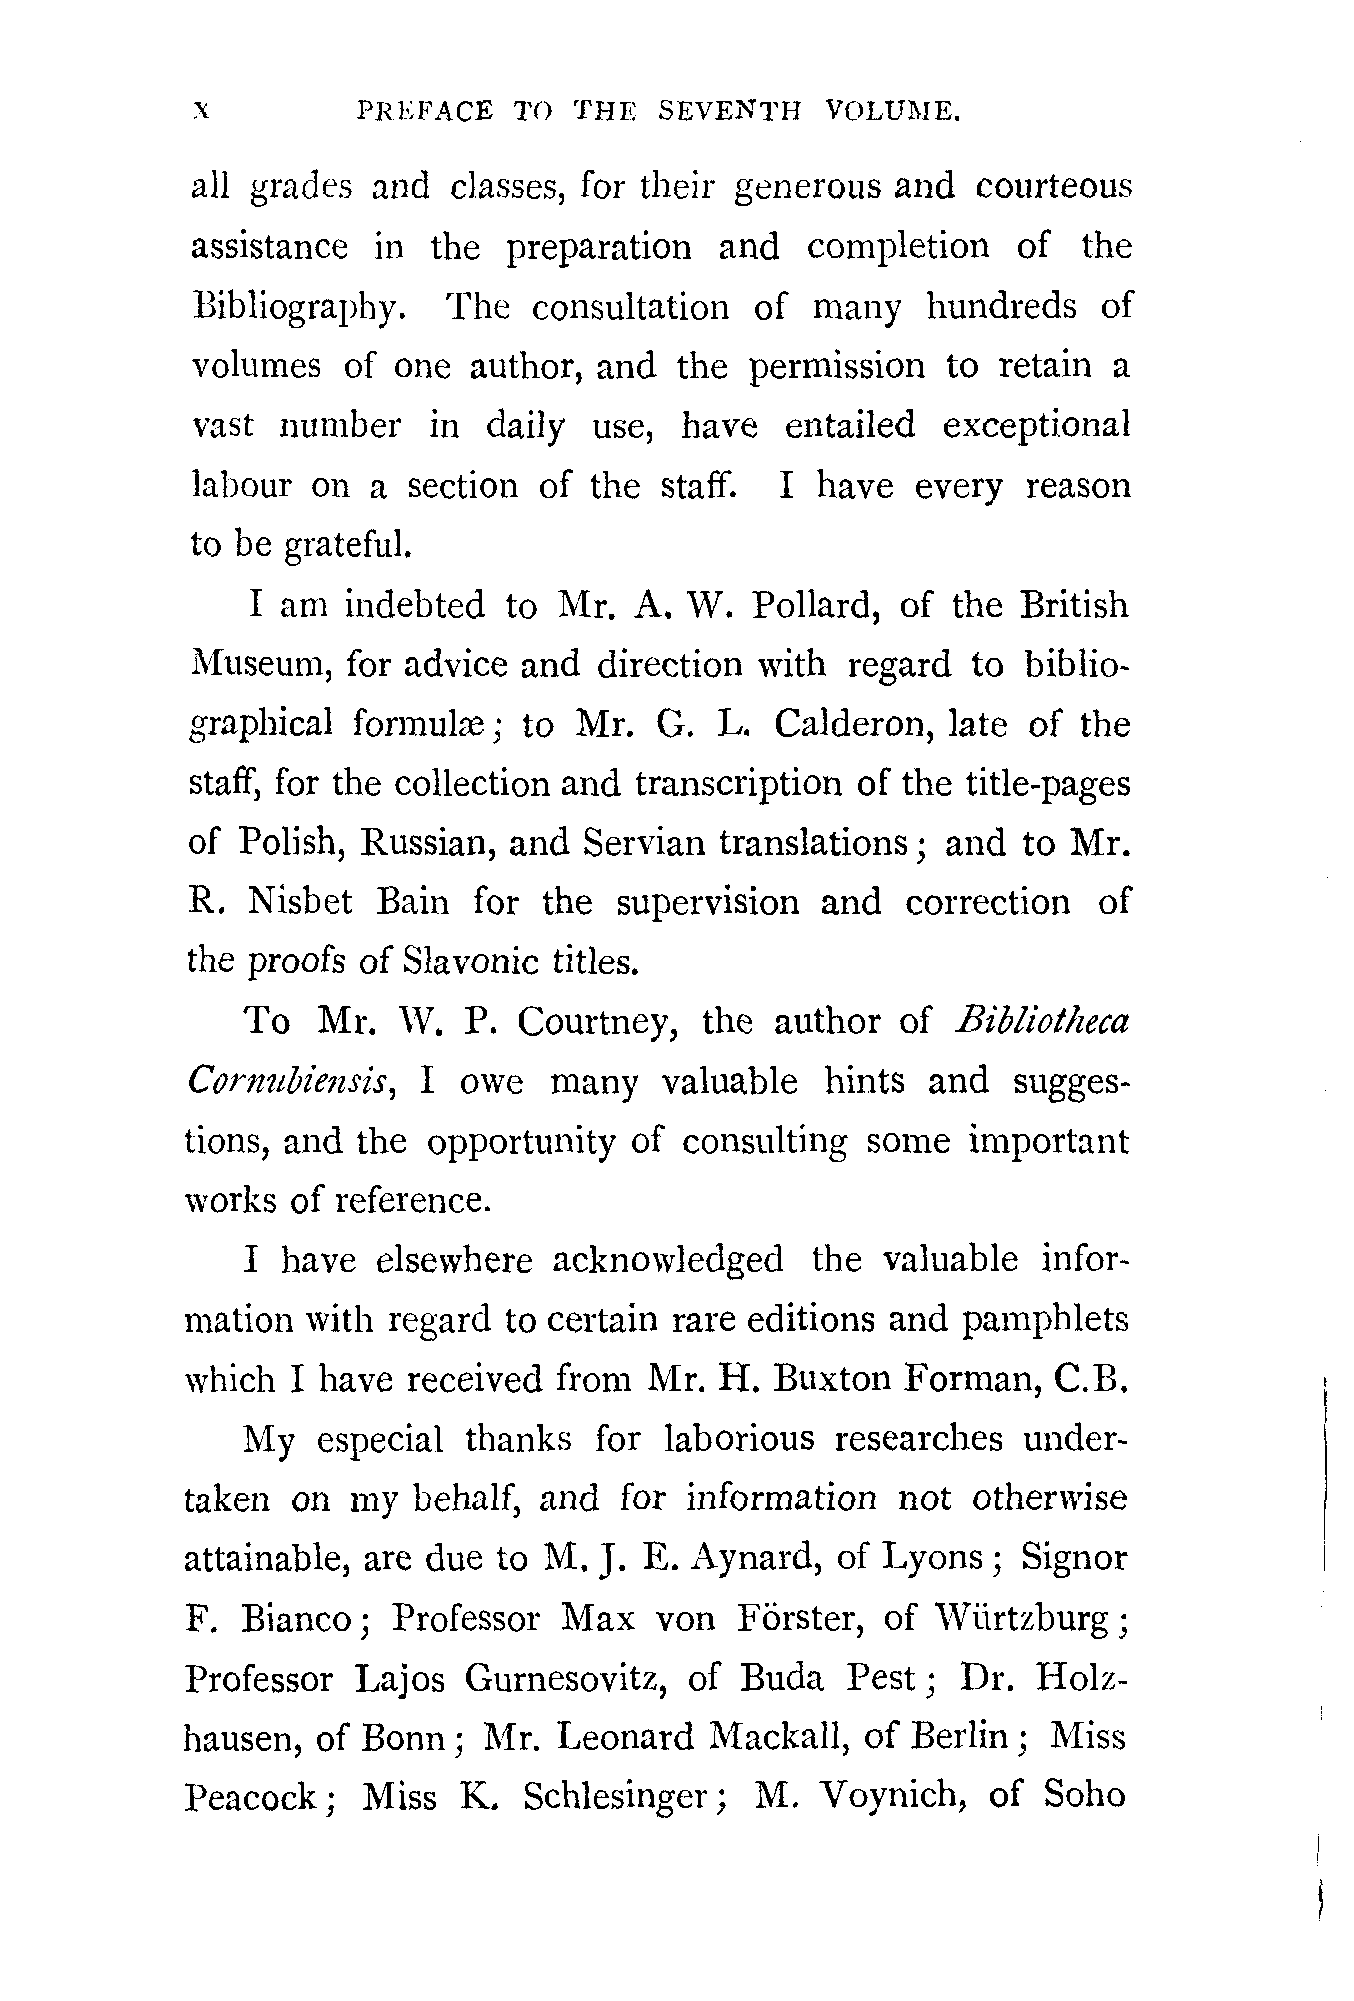 x PREFACE TO THE SEVENTH VOLUME.
all grades and classes, for their generous and courteous
assistance in the preparation and completion of the
Bibliography. The consultation of many hundreds of
volumes of one author, and the permission to retain a
vast number in daily use, have entailed exceptional
labour on a section of the staff. I have every reason
to be grateful.
I am indebted to Mr. A. W. Pollard, of the British
Museum, for advice and direction with regard to biblio-
graphical formulæ; to Mr. G. L. Calderon, late of the
staff, for the collection and transcription of the title-pages
of Polish, Russian, and Servian translations; and to Mr.
R. Nisbet Bain for the supervision and correction of
the proofs of Slavonic titles.
To Mr. W. P. Courtney, the author of Bibliotheca
Cornubiensis, I owe many valuable hints and sugges-
tions, and the opportunity of consulting some important
works of reference.
I have elsewhere acknowledged the valuable infor-
mation with regard to certain rare editions and pamphlets
which I have received from Mr. H. Buxton Forman, C.B.
My especial thanks for laborious researches under-
taken on my behalf, and for information not otherwise
attainable, are due to M. J. E. Aynard, of Lyons; Signor
F. Bianco; Professor Max von Förster, of Würtzburg;
Professor Lajos Gurnesovitz, of Buda Pest; Dr. Holz-
hausen, of Bonn; Mr. Leonard Mackall, of Berlin; Miss
Peacock; Miss K. Schlesinger; M. Voynich, of Soho